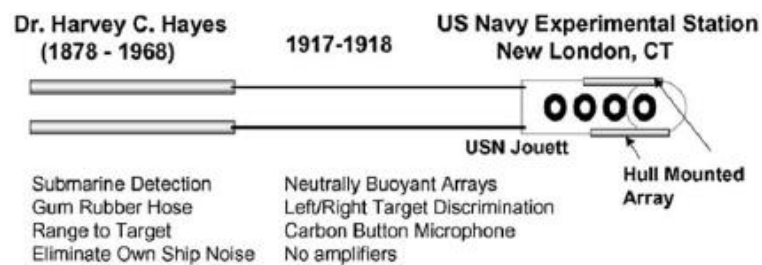 Dr. Harvey C. Hayes
(1878 - 1968)
1917-1918
US Navy Experimental Station
New London, CT
USN Jouett
Hull Mounted
Array
Submarine Detection
Gum Rubber Hose
Range to Target
Eliminate Own Ship Noise
Neutrally Buoyant Arrays
Left/Right Target Discrimination
Carbon Button Microphone
No amplifiers